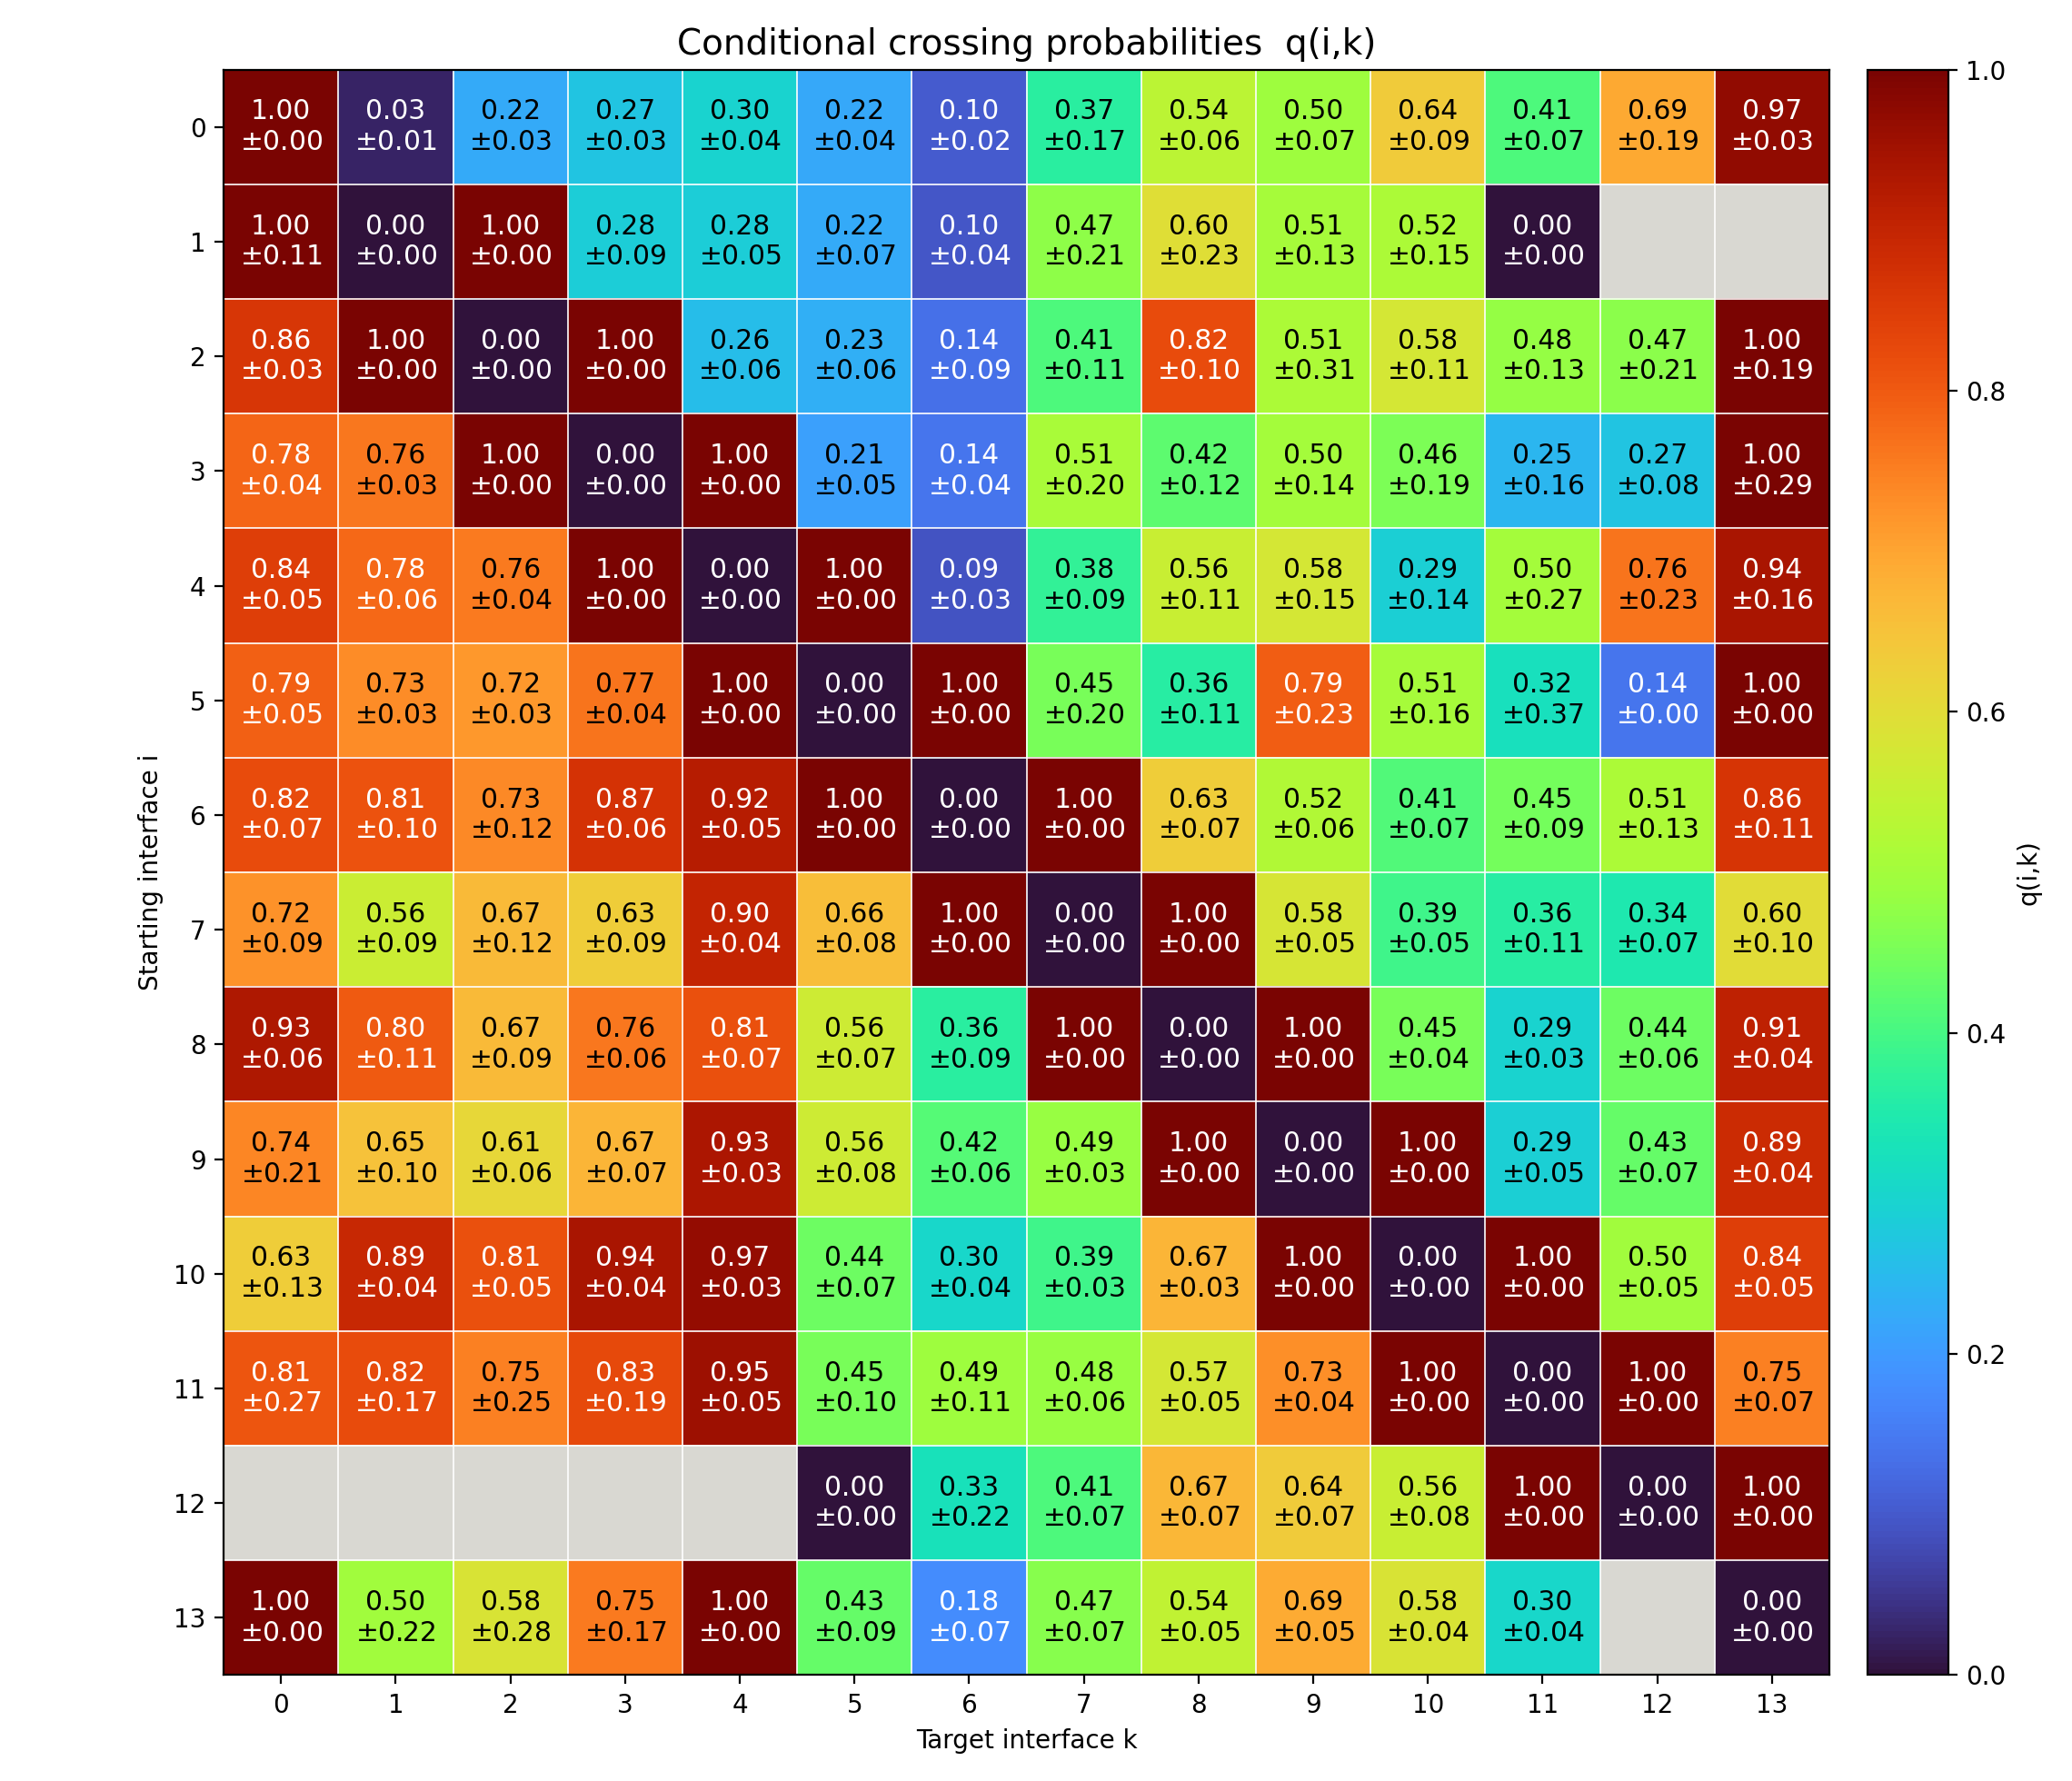 Conditional crossing probabilities  q(i,k)
0 1.00 0.03 0.22 0.27 0.30 0.22 0.10 0.37 0.54 0.50 0.64 0.41 0.69 0.97
±0.00 ±0.01 ±0.03 ±0.03 ±0.04 ±0.04 ±0.02 ±0.17 ±0.06 ±0.07 ±0.09 ±0.07 ±0.19 ±0.03
1 1.00 0.00 1.00 0.28 0.28 0.22 0.10 0.47 0.60 0.51 0.52 0.00
±0.11 ±0.00 ±0.00 ±0.09 ±0.05 ±0.07 ±0.04 ±0.21 ±0.23 ±0.13 ±0.15 ±0.00
2 0.86 1.00 0.00 1.00 0.26 0.23 0.14 0.41 0.82 0.51 0.58 0.48 0.47 1.00
±0.03 ±0.00 ±0.00 ±0.00 ±0.06 ±0.06 ±0.09 ±0.11 ±0.10 ±0.31 ±0.11 ±0.13 ±0.21 ±0.19
3 0.78 0.76 1.00 0.00 1.00 0.21 0.14 0.51 0.42 0.50 0.46 0.25 0.27 1.00
±0.04 ±0.03 ±0.00 ±0.00 ±0.00 ±0.05 ±0.04 ±0.20 ±0.12 ±0.14 ±0.19 ±0.16 ±0.08 ±0.29
4 0.84 0.78 0.76 1.00 0.00 1.00 0.09 0.38 0.56 0.58 0.29 0.50 0.76 0.94
±0.05 ±0.06 ±0.04 ±0.00 ±0.00 ±0.00 ±0.03 ±0.09 ±0.11 ±0.15 ±0.14 ±0.27 ±0.23 ±0.16
5 0.79 0.73 0.72 0.77 1.00 0.00 1.00 0.45 0.36 0.79 0.51 0.32 0.14 1.00
±0.05 ±0.03 ±0.03 ±0.04 ±0.00 ±0.00 ±0.00 ±0.20 ±0.11 ±0.23 ±0.16 ±0.37 ±0.00 ±0.00
6 0.82 0.81 0.73 0.87 0.92 1.00 0.00 1.00 0.63 0.52 0.41 0.45 0.51 0.86
±0.07 ±0.10 ±0.12 ±0.06 ±0.05 ±0.00 ±0.00 ±0.00 ±0.07 ±0.06 ±0.07 ±0.09 ±0.13 ±0.11
7 0.72 0.56 0.67 0.63 0.90 0.66 1.00 0.00 1.00 0.58 0.39 0.36 0.34 0.60
±0.09 ±0.09 ±0.12 ±0.09 ±0.04 ±0.08 ±0.00 ±0.00 ±0.00 ±0.05 ±0.05 ±0.11 ±0.07 ±0.10
8 0.93 0.80 0.67 0.76 0.81 0.56 0.36 1.00 0.00 1.00 0.45 0.29 0.44 0.91
±0.06 ±0.11 ±0.09 ±0.06 ±0.07 ±0.07 ±0.09 ±0.00 ±0.00 ±0.00 ±0.04 ±0.03 ±0.06 ±0.04
9 0.74 0.65 0.61 0.67 0.93 0.56 0.42 0.49 1.00 0.00 1.00 0.29 0.43 0.89
±0.21 ±0.10 ±0.06 ±0.07 ±0.03 ±0.08 ±0.06 ±0.03 ±0.00 ±0.00 ±0.00 ±0.05 ±0.07 ±0.04
10 0.63 0.89 0.81 0.94 0.97 0.44 0.30 0.39 0.67 1.00 0.00 1.00 0.50 0.84
±0.13 ±0.04 ±0.05 ±0.04 ±0.03 ±0.07 ±0.04 ±0.03 ±0.03 ±0.00 ±0.00 ±0.00 ±0.05 ±0.05
11 0.81 0.82 0.75 0.83 0.95 0.45 0.49 0.48 0.57 0.73 1.00 0.00 1.00 0.75
±0.27 ±0.17 ±0.25 ±0.19 ±0.05 ±0.10 ±0.11 ±0.06 ±0.05 ±0.04 ±0.00 ±0.00 ±0.00 ±0.07
12 0.00 0.33 0.41 0.67 0.64 0.56 1.00 0.00 1.00
±0.00 ±0.22 ±0.07 ±0.07 ±0.07 ±0.08 ±0.00 ±0.00 ±0.00
13 1.00 0.50 0.58 0.75 1.00 0.43 0.18 0.47 0.54 0.69 0.58 0.30 0.00
±0.00 ±0.22 ±0.28 ±0.17 ±0.00 ±0.09 ±0.07 ±0.07 ±0.05 ±0.05 ±0.04 ±0.04 ±0.00
0 1 2 3 4 5 6 7 8 9 10 11 12 13
Target interface k
Starting interface i
1.0
0.8
0.6
0.4
0.2
0.0
q(i,k)